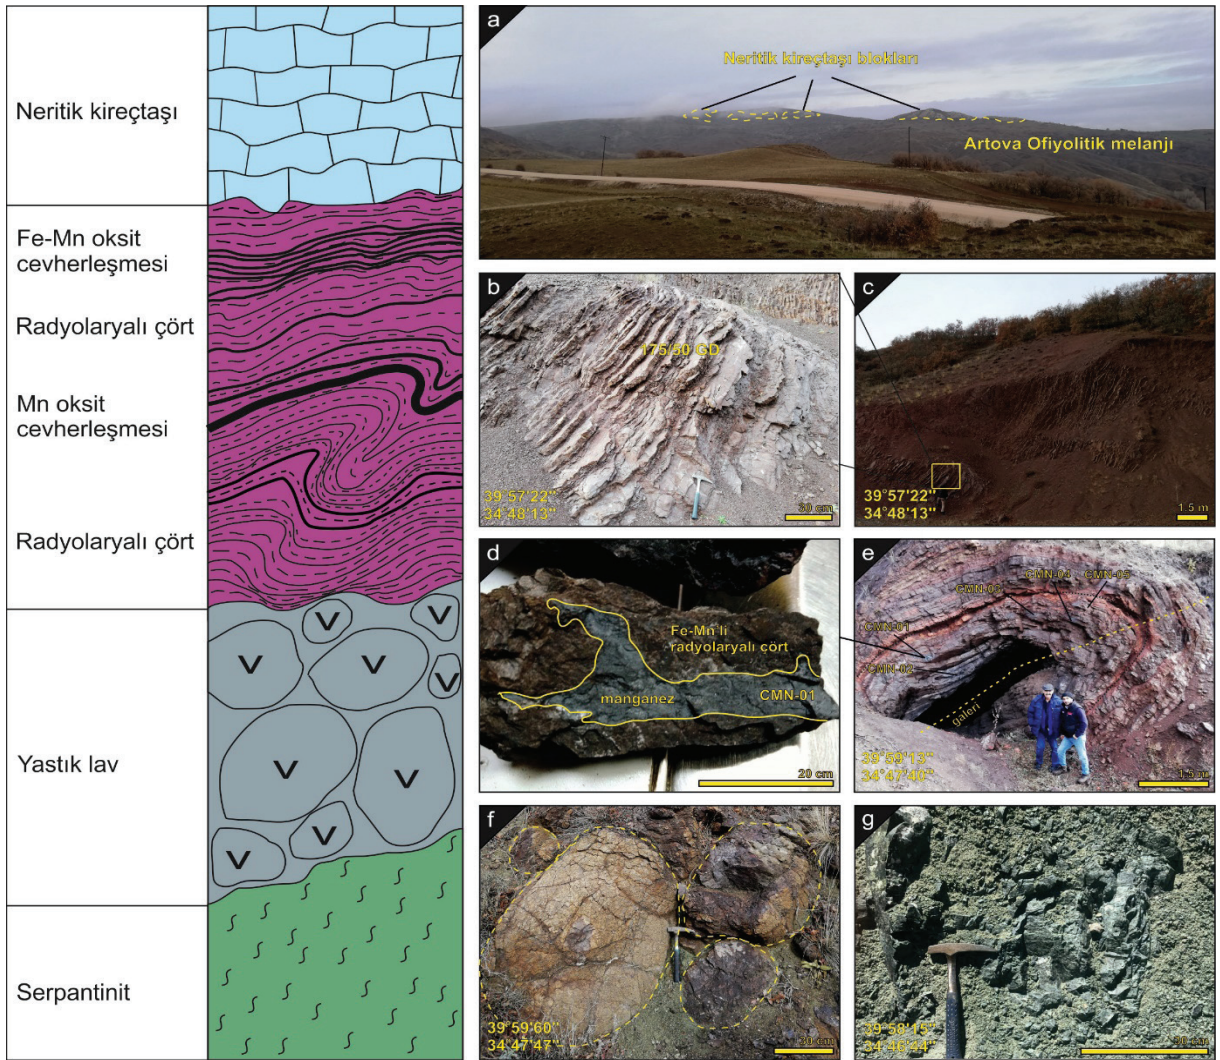 Neritik kireçtaşı
Fe-Mn oksit
cevherleşmesi
Radyolaryalı çört
Mn oksit
cevherleşmesi
Radyolaryalı çört
Yastık lav
Serpantinit
V V
V V V
V V
V V
a
Neritik kireçtaşı blokları
Artova Ofiyolitik melanjı
b
175/50 GD
39°57'22"
34°48'13"
30 cm
c
39°57'22"
34°48'13"
1.5 m
d
Fe-Mn'li
radyolaryalı çört
manganez
CMN-01
20 cm
e
CMN-04
CMN-05
CMN-03
CMN-01
CMN-02
galeri
39°59'13"
34°47'40"
1.5 m
f
39°59'60"
34°47'47"
30 cm
g
39°58'15"
34°46'44"
30 cm